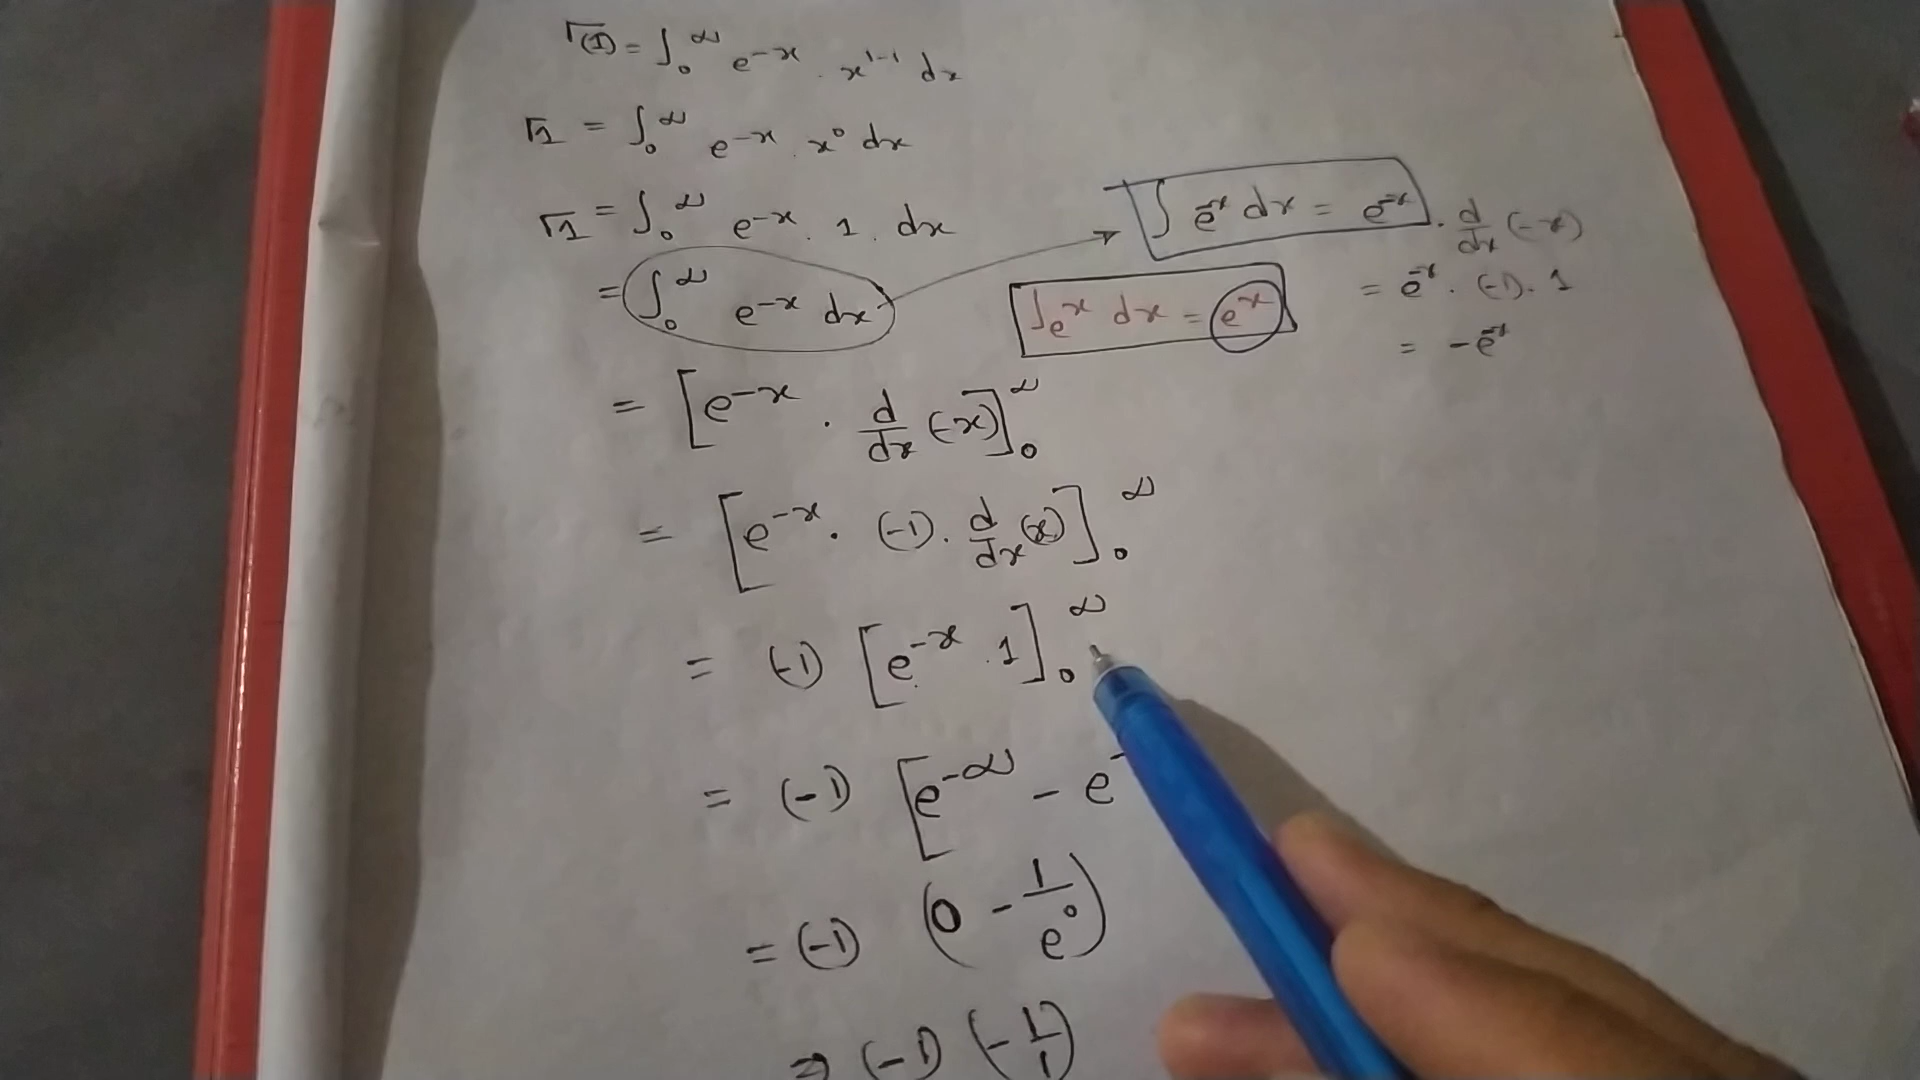 Γ(1) = ∫₀^∞ e^{-x} . x^{1-1} dx
Γ1 = ∫₀^∞ e^{-x} . x^0 dx
Γ1 = ∫₀^∞ e^{-x} . 1 . dx
∫ e^{-x} dx = e^{-x} . d/dx (-x)
= ∫₀^∞ e^{-x} dx
∫ e^x dx = e^x
= e^{-x} . (-1) . 1
= -e^{-x}
= [e^{-x} . d/dx (-x)]₀^∞
= [e^{-x} . (-1) . d/dx (x)]₀^∞
= (-1) [e^{-x} . 1]₀^∞
= (-1) [e^{-∞} - e^-
= (-1) (0 - 1/e^0)
⇒ (-1) (-1/1)